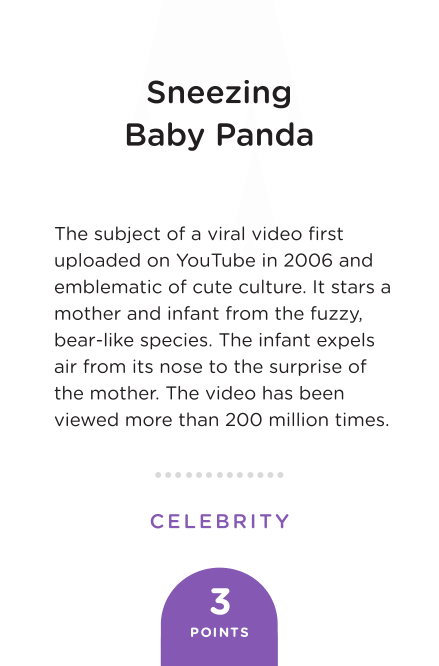 Sneezing
Baby Panda
The subject of a viral video first
uploaded on YouTube in 2006 and
emblematic of cute culture. It stars a
mother and infant from the fuzzy,
bear-like species. The infant expels
air from its nose to the surprise of
the mother. The video has been
viewed more than 200 million times.
CELEBRITY
3
POINTS